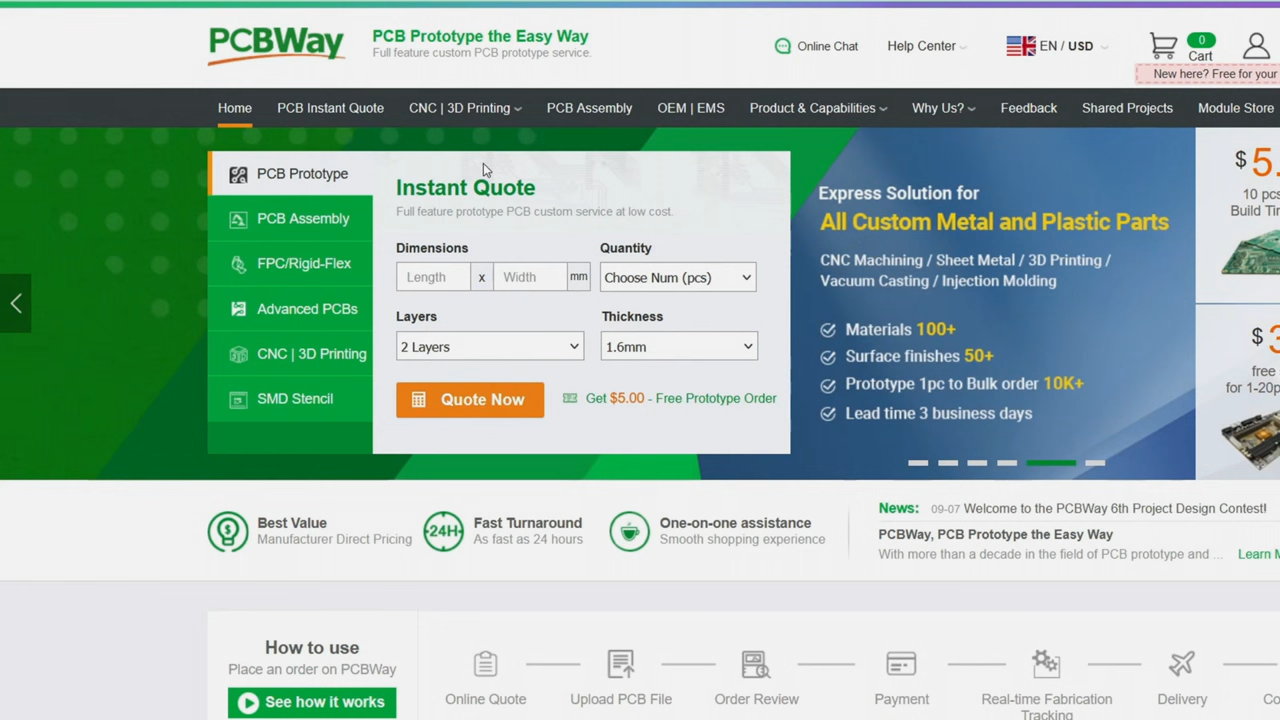 PCBWay
PCB Prototype the Easy Way
Full feature custom PCB prototype service.
Online Chat
Help Center
EN / USD
0
Cart
New here? Free for your
Home
PCB Instant Quote
CNC | 3D Printing
PCB Assembly
OEM | EMS
Product & Capabilities
Why Us?
Feedback
Shared Projects
Module Store
PCB Prototype
PCB Assembly
FPC/Rigid-Flex
Advanced PCBs
CNC | 3D Printing
SMD Stencil
Instant Quote
Full feature prototype PCB custom service at low cost.
Dimensions
Length x Width mm
Quantity
Choose Num (pcs)
Layers
2 Layers
Thickness
1.6mm
Quote Now
Get $5.00 - Free Prototype Order
Express Solution for
All Custom Metal and Plastic Parts
CNC Machining / Sheet Metal / 3D Printing /
Vacuum Casting / Injection Molding
Materials 100+
Surface finishes 50+
Prototype 1pc to Bulk order 10K+
Lead time 3 business days
$ 5.
10 pcs
Build Tir
$
free
for 1-20p
Best Value
Manufacturer Direct Pricing
24H
Fast Turnaround
As fast as 24 hours
One-on-one assistance
Smooth shopping experience
News: 09-07 Welcome to the PCBWay 6th Project Design Contest!
PCBWay, PCB Prototype the Easy Way
With more than a decade in the field of PCB prototype and ... Learn M
How to use
Place an order on PCBWay
See how it works
Online Quote
Upload PCB File
Order Review
Payment
Real-time Fabrication
Tracking
Delivery
Co